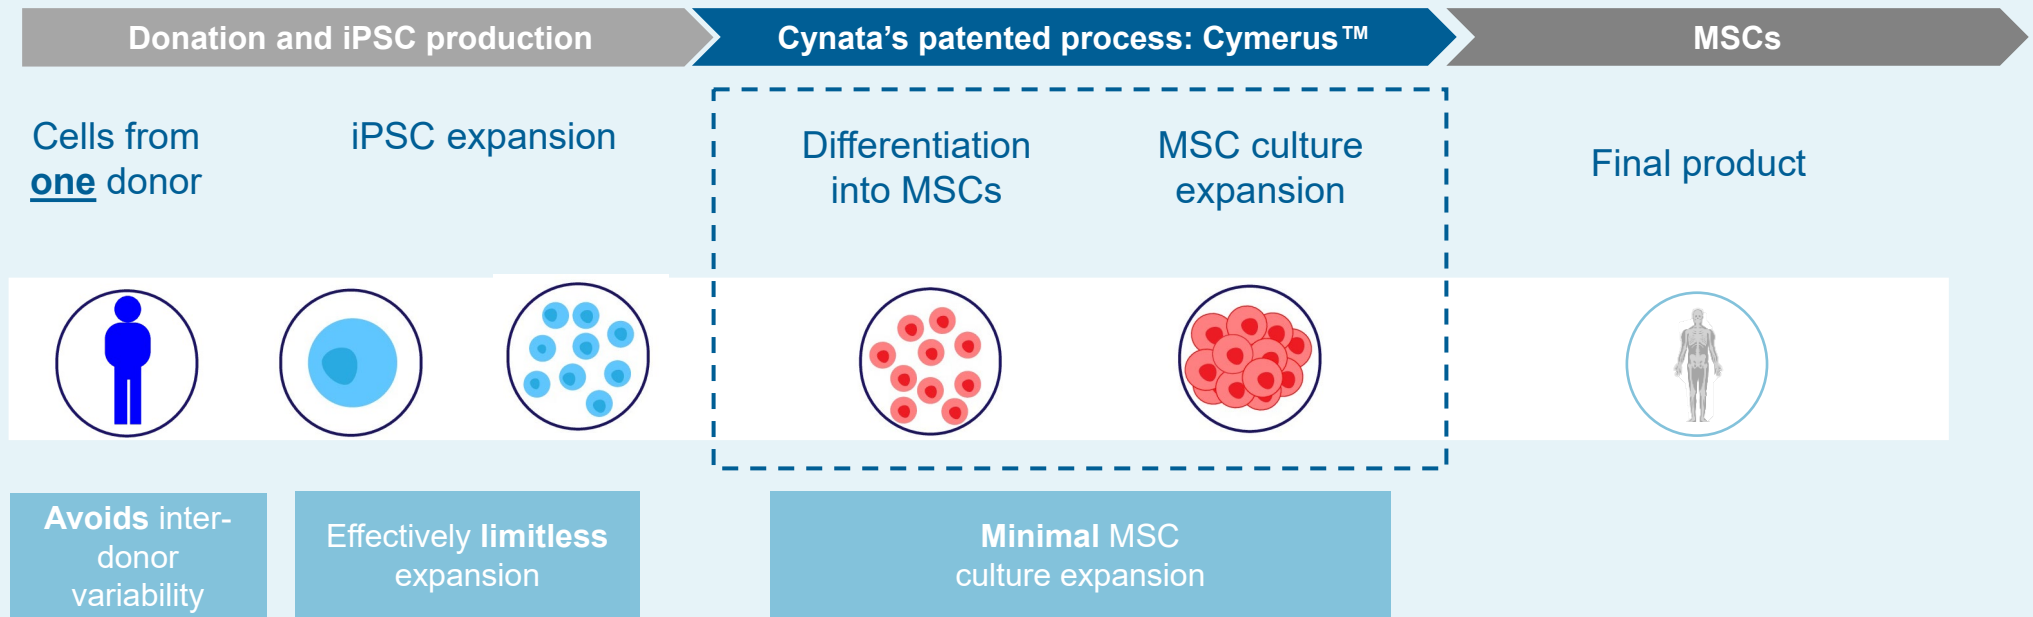 Donation and iPSC production
Cynata's patented process: Cymerus™
MSCs
Cells from
one donor
iPSC expansion
Differentiation
into MSCs
MSC culture
expansion
Final product
Avoids inter-
donor
variability
Effectively limitless
expansion
Minimal MSC
culture expansion